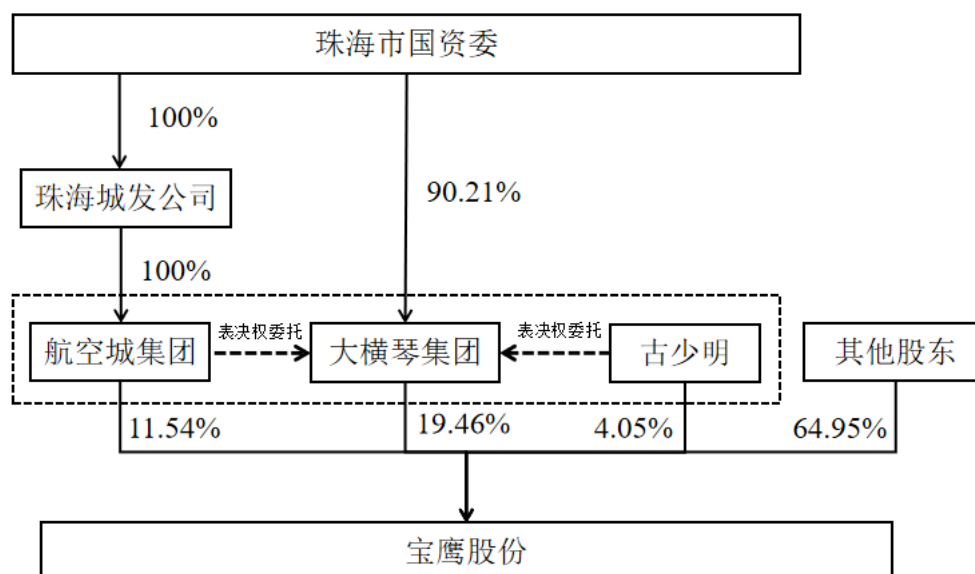 珠海市国资委
100%
珠海城发公司
90.21%
100%
航空城集团
表决权委托
大横琴集团
表决权委托
古少明
其他股东
11.54%
19.46%
4.05%
64.95%
宝鹰股份